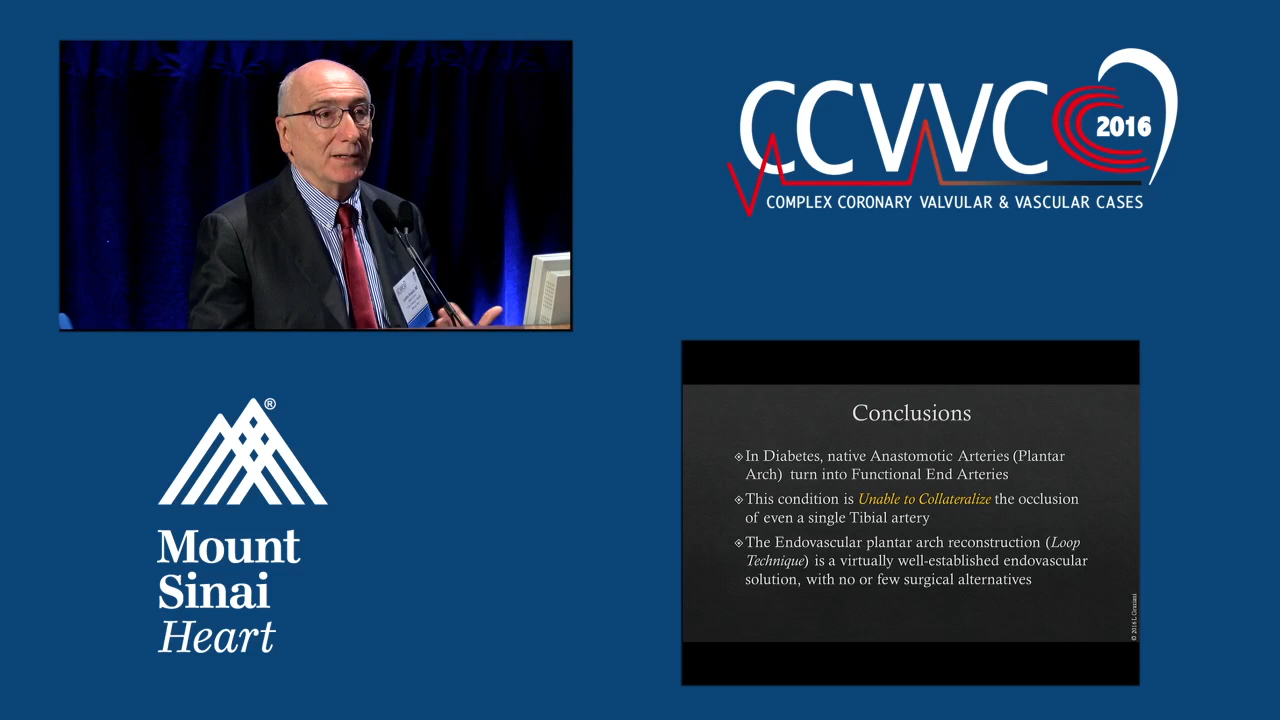 CCVVC
2016
COMPLEX CORONARY VALVULAR & VASCULAR CASES
®
Mount
Sinai
Heart
Conclusions
In Diabetes, native Anastomotic Arteries (Plantar
Arch) turn into Functional End Arteries
This condition is Unable to Collateralize the occlusion
of even a single Tibial artery
The Endovascular plantar arch reconstruction (Loop
Technique) is a virtually well-established endovascular
solution, with no or few surgical alternatives